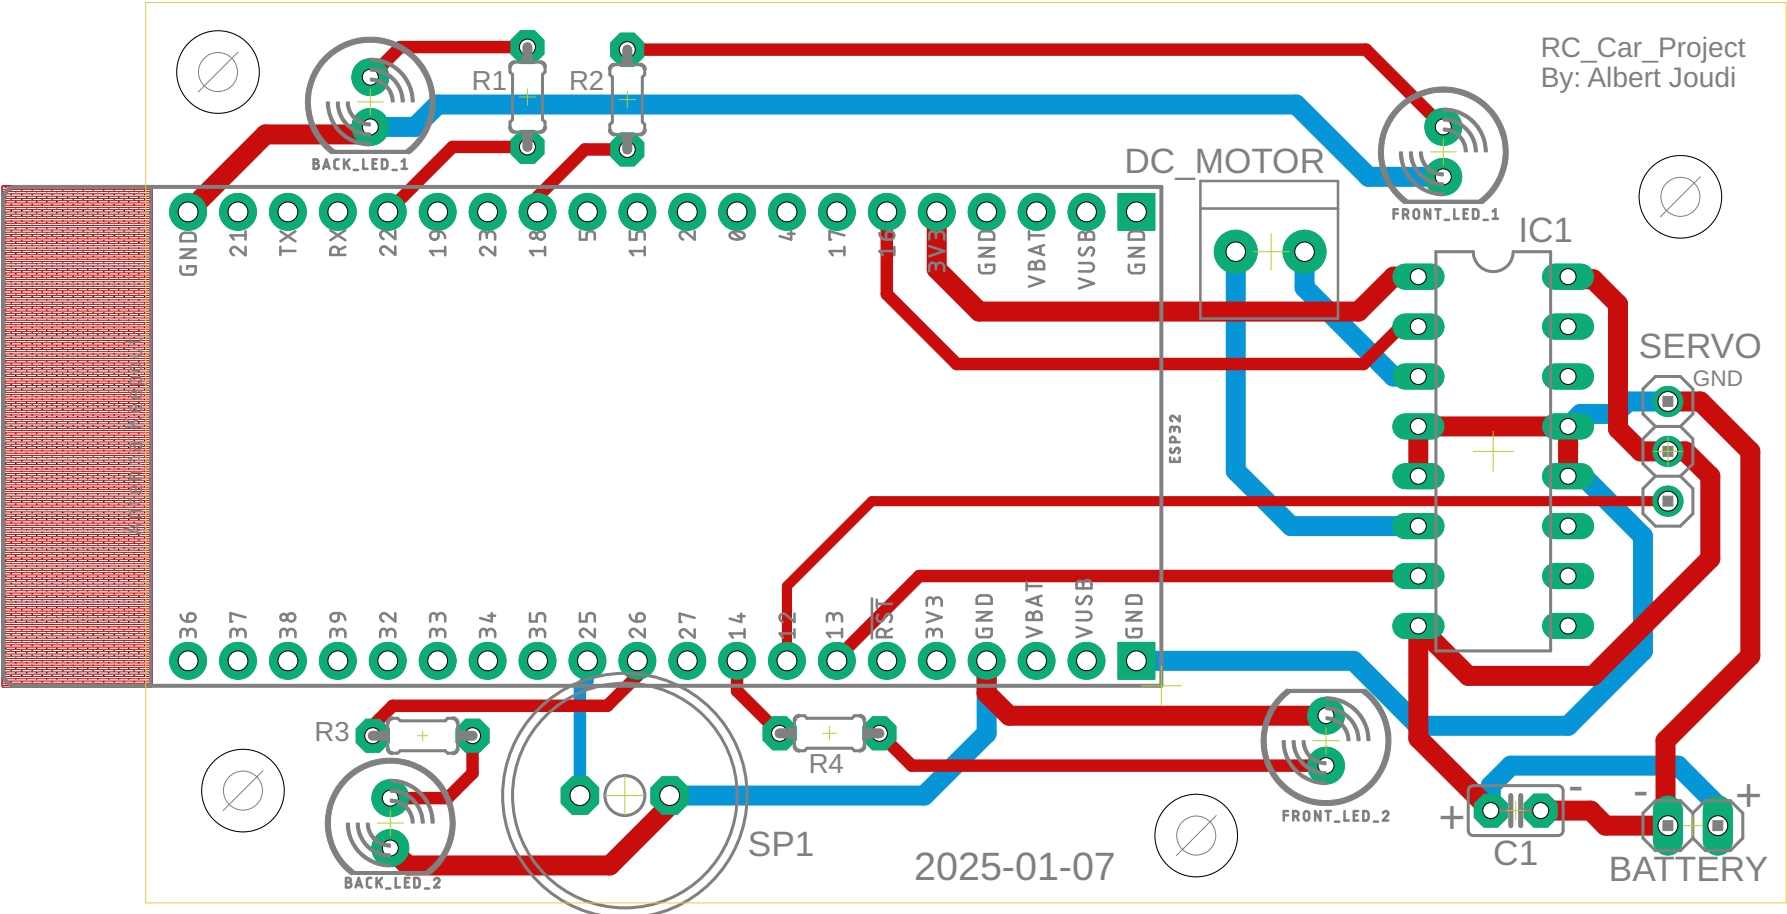 RC_Car_Project
By: Albert Joudi
R1
R2
BACK_LED_1
DC_MOTOR
FRONT_LED_1
IC1
GND
21
TX
RX
22
19
23
18
5
15
2
0
4
17
16
3V3
GND
VBAT
VUSB
GND
SERVO
GND
ESP32
36
37
38
39
32
33
34
35
25
26
27
14
12
13
RST
3V3
GND
VBAT
VUSB
GND
R3
R4
SP1
BACK_LED_2
FRONT_LED_2
+
-
C1
-
+
BATTERY
2025-01-07